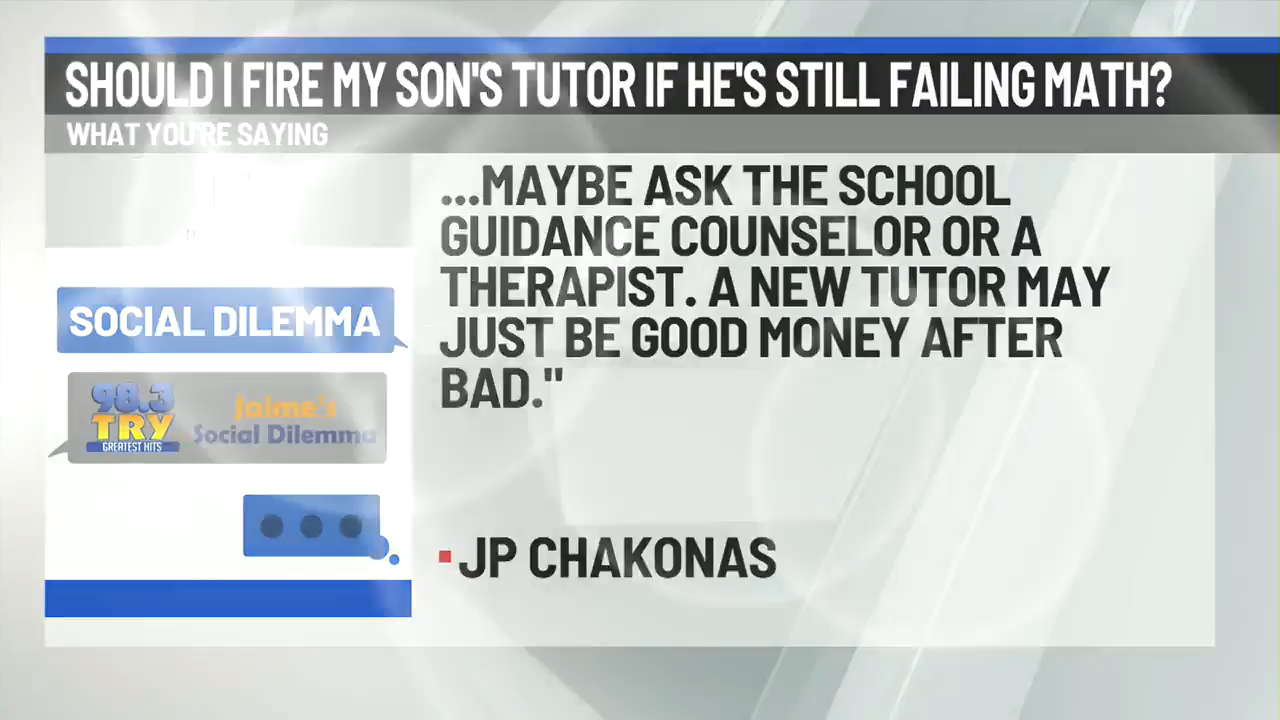 SHOULD I FIRE MY SON'S TUTOR IF HE'S STILL FAILING MATH?
WHAT YOU'RE SAYING
SOCIAL DILEMMA
98.3
TRY
GREATEST HITS
Jaime's
Social Dilemma
...MAYBE ASK THE SCHOOL
GUIDANCE COUNSELOR OR A
THERAPIST. A NEW TUTOR MAY
JUST BE GOOD MONEY AFTER
BAD."
JP CHAKONAS